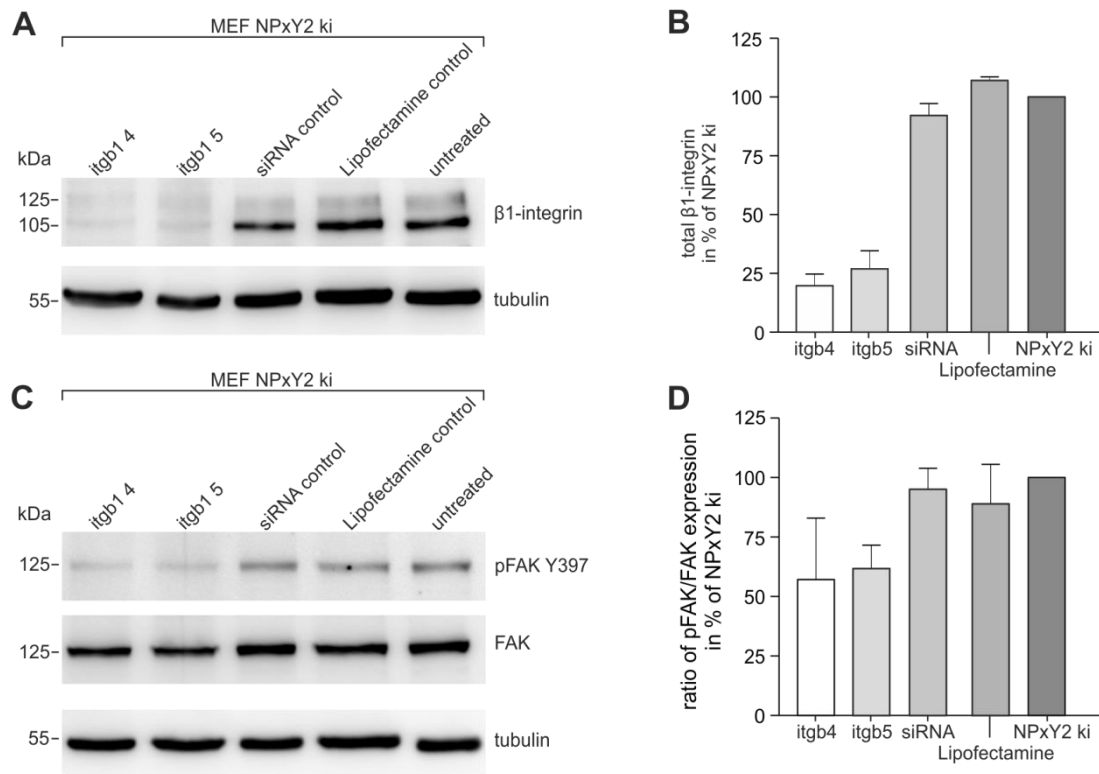 A
MEF NPxY2 ki
itgb1 4
itgb1 5
siRNA control
Lipofectamine control
untreated
kDa
125–
105–
β1-integrin
55–
tubulin
B
total β1-integrin
in % of NPxY2 ki
125
100
75
50
25
0
itgb4
itgb5
siRNA
Lipofectamine
NPxY2 ki
C
MEF NPxY2 ki
itgb1 4
itgb1 5
siRNA control
Lipofectamine control
untreated
kDa
125–
pFAK Y397
125–
FAK
55–
tubulin
D
ratio of pFAK/FAK expression
in % of NPxY2 ki
125
100
75
50
25
0
itgb4
itgb5
siRNA
Lipofectamine
NPxY2 ki